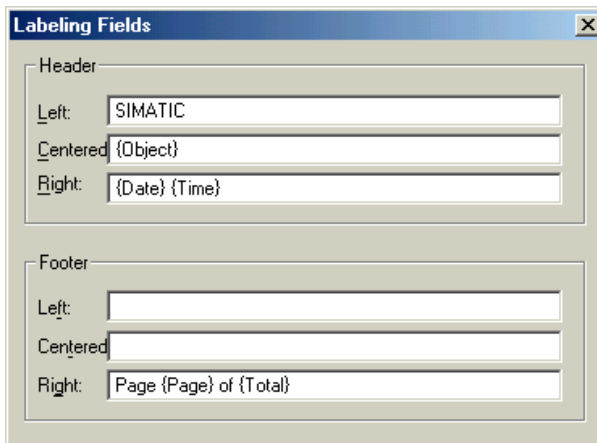 Labeling Fields
Header
Left: SIMATIC
Centered {Object}
Right: {Date} {Time}
Footer
Left:
Centered
Right: Page {Page} of {Total}